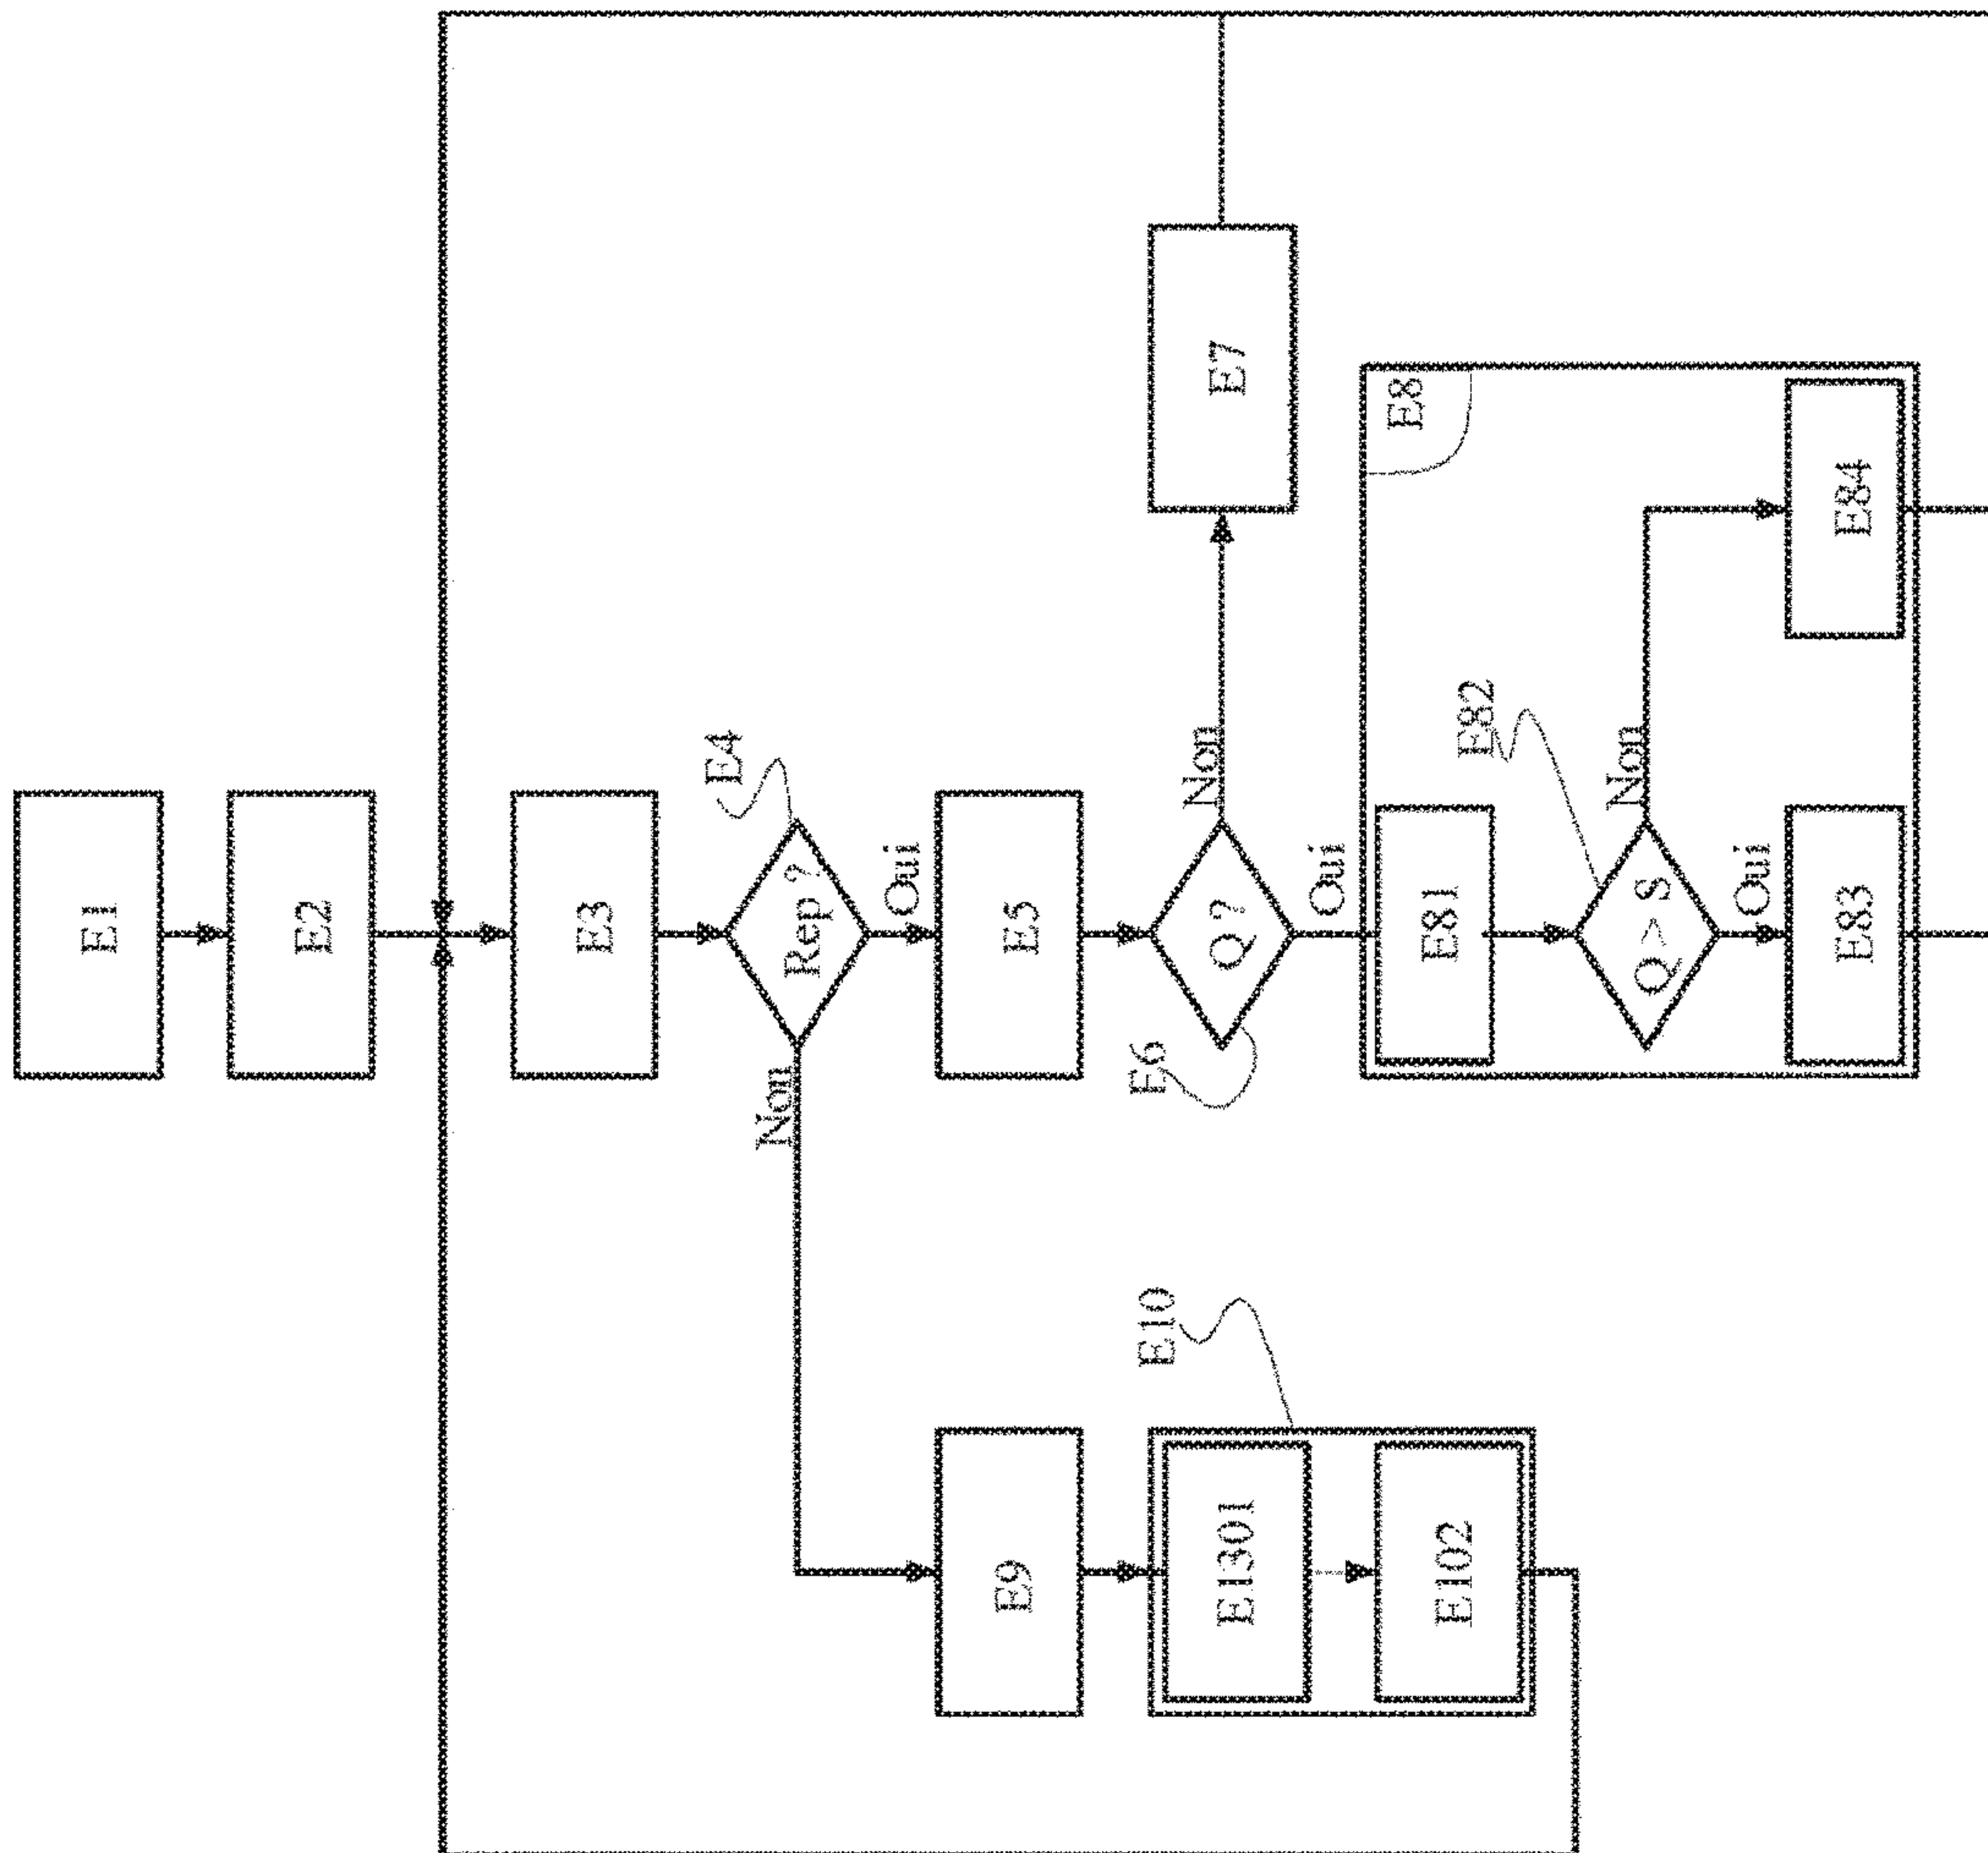 E1
E2
E3
E4
Rep ?
Non
Oui
E5
E6
Q ?
Non
E7
Oui
E8
E81
E82
Q > S
Non
E84
Oui
E83
E9
E10
E1301
E102